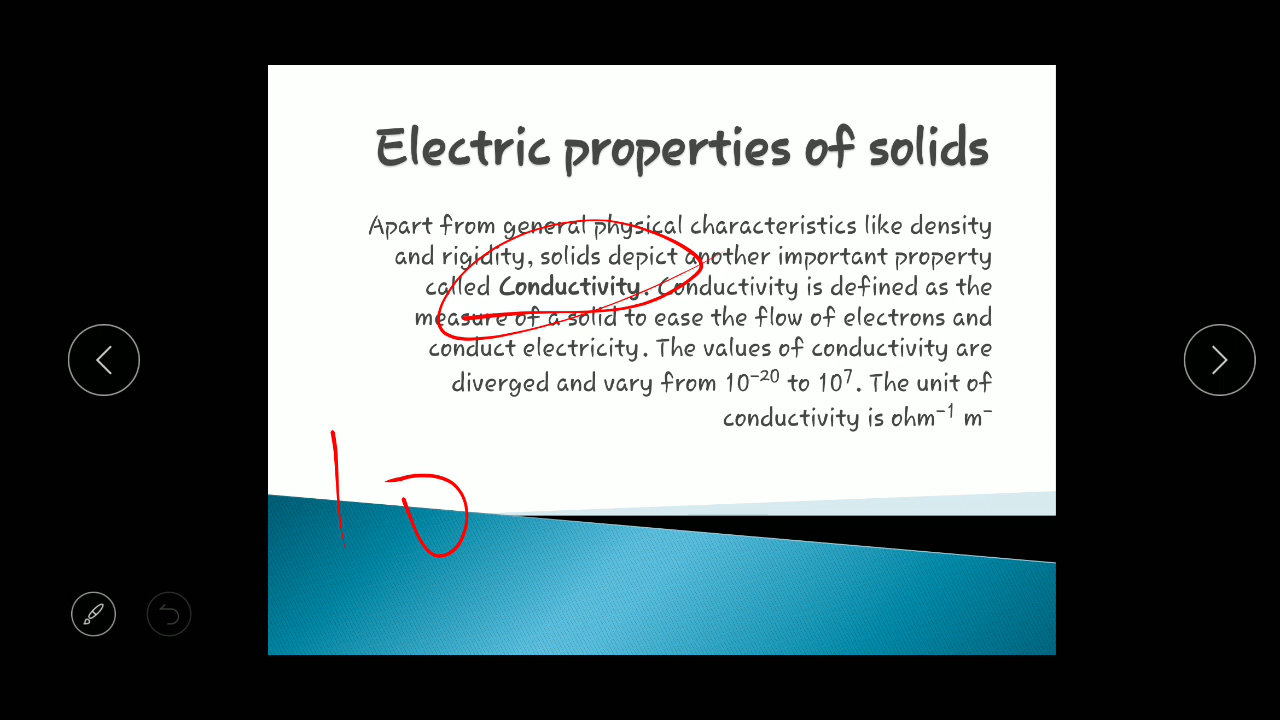 Electric properties of solids
Apart from general physical characteristics like density
and rigidity, solids depict another important property
called Conductivity. Conductivity is defined as the
measure of a solid to ease the flow of electrons and
conduct electricity. The values of conductivity are
diverged and vary from 10⁻²⁰ to 10⁷. The unit of
conductivity is ohm⁻¹ m⁻
10